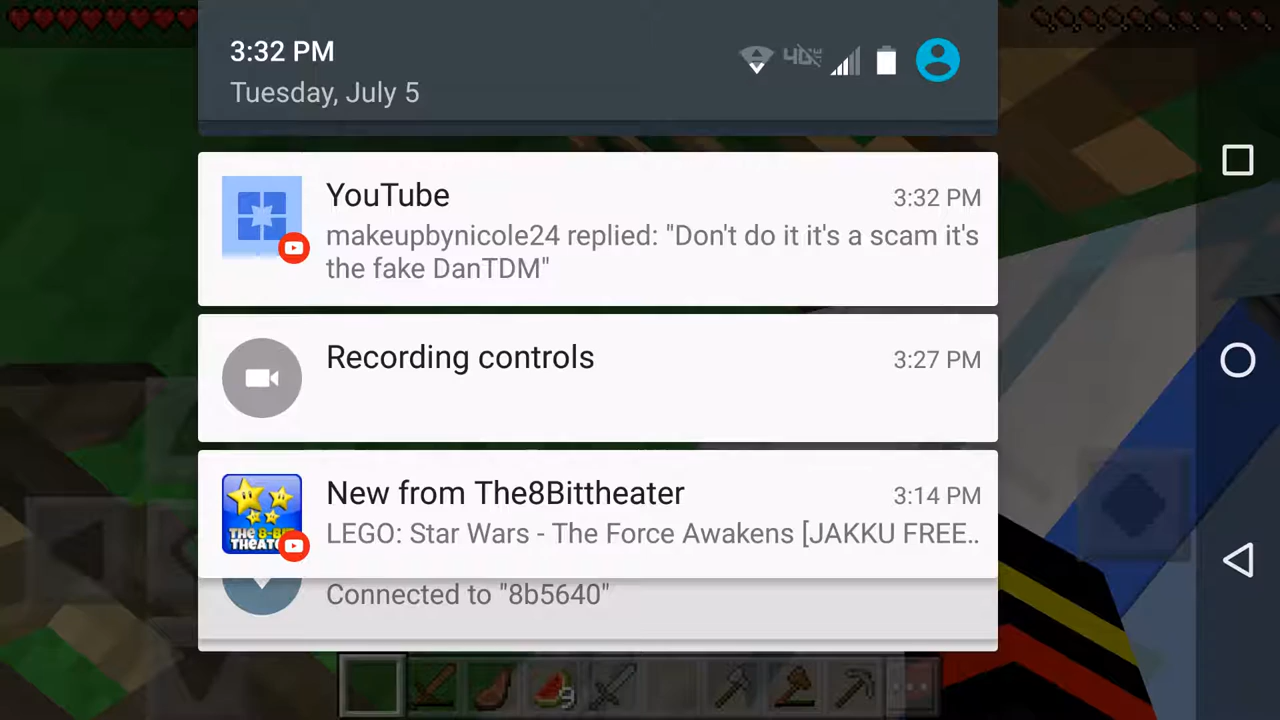 3:32 PM
Tuesday, July 5
YouTube
3:32 PM
makeupbynicole24 replied: "Don't do it it's a scam it's
the fake DanTDM"
Recording controls
3:27 PM
New from The8Bittheater
3:14 PM
LEGO: Star Wars - The Force Awakens [JAKKU FREE..
Connected to "8b5640"
9